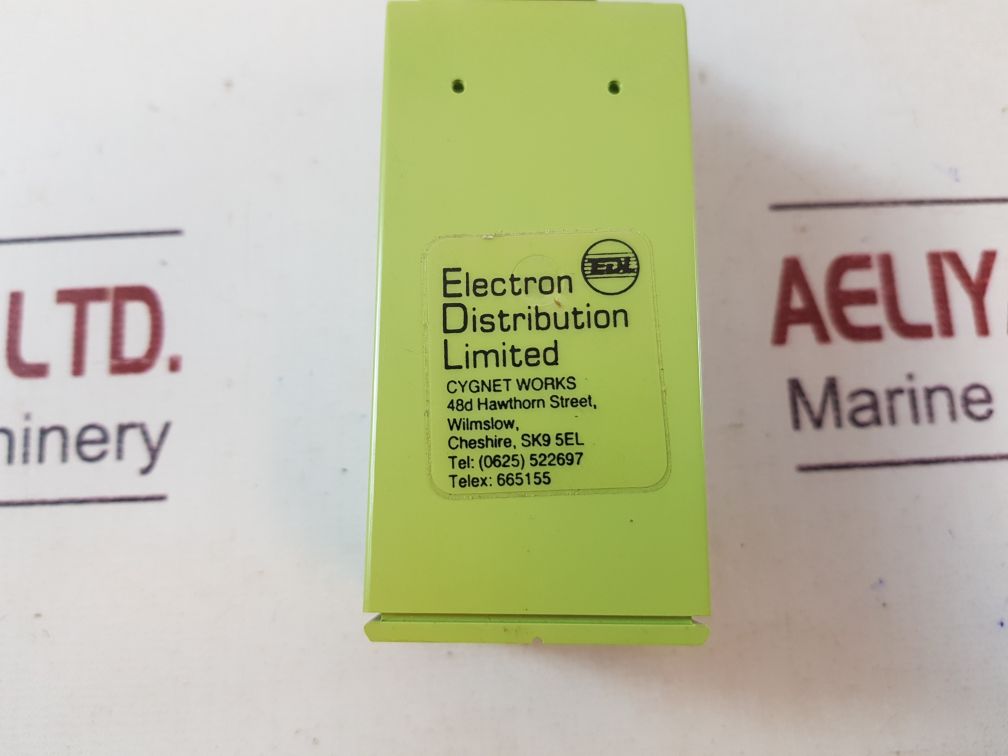 EDL
Electron
Distribution
Limited
CYGNET WORKS
48d Hawthorn Street,
Wilmslow,
Cheshire, SK9 5EL
Tel: (0625) 522697
Telex: 665155
LTD.
hinery
AELIY
Marine